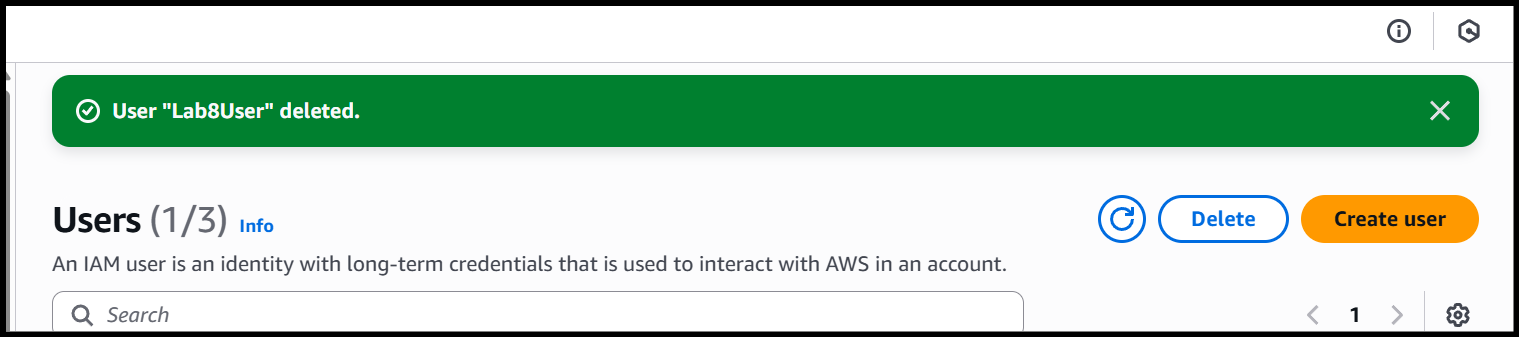 User "Lab8User" deleted.
Users (1/3) Info
Delete
Create user
An IAM user is an identity with long-term credentials that is used to interact with AWS in an account.
Search
1